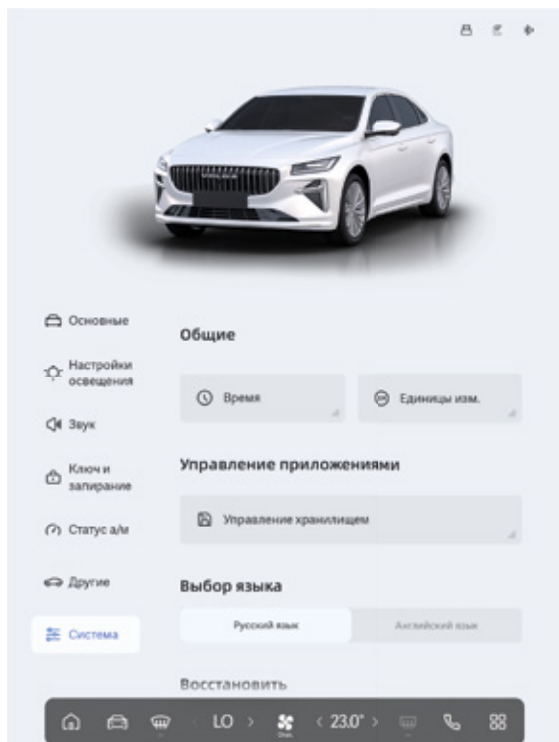 Основные
Настройки
освещения
Звук
Ключ и
запирание
Статус а/м
Другие
Система
Общие
Время
Единицы изм.
Управление приложениями
Управление хранилищем
Выбор языка
Русский язык
Английский язык
Восстановить
LO
23.0°